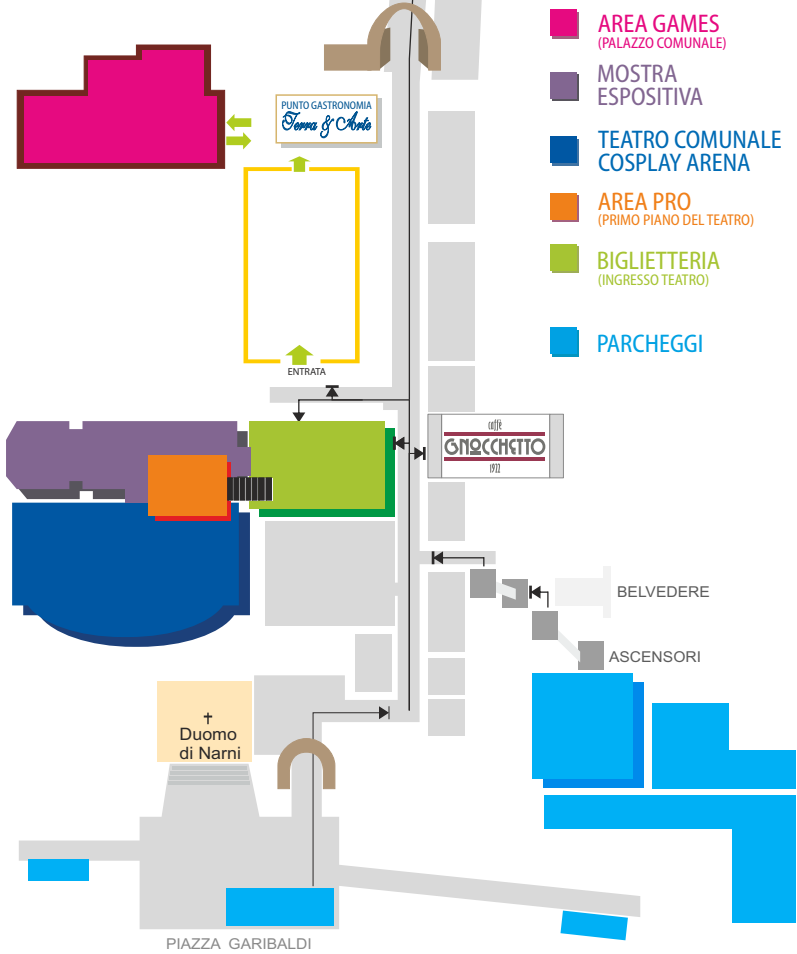 AREA GAMES
(PALAZZO COMUNALE)
MOSTRA
ESPOSITIVA
TEATRO COMUNALE
COSPLAY ARENA
AREA PRO
(PRIMO PIANO DEL TEATRO)
BIGLIETTERIA
(INGRESSO TEATRO)
PARCHEGGI
PUNTO GASTRONOMIA
Terra & Arte
ENTRATA
caffè
GNOCCHETTO
1912
BELVEDERE
ASCENSORI
Duomo
di Narni
PIAZZA GARIBALDI